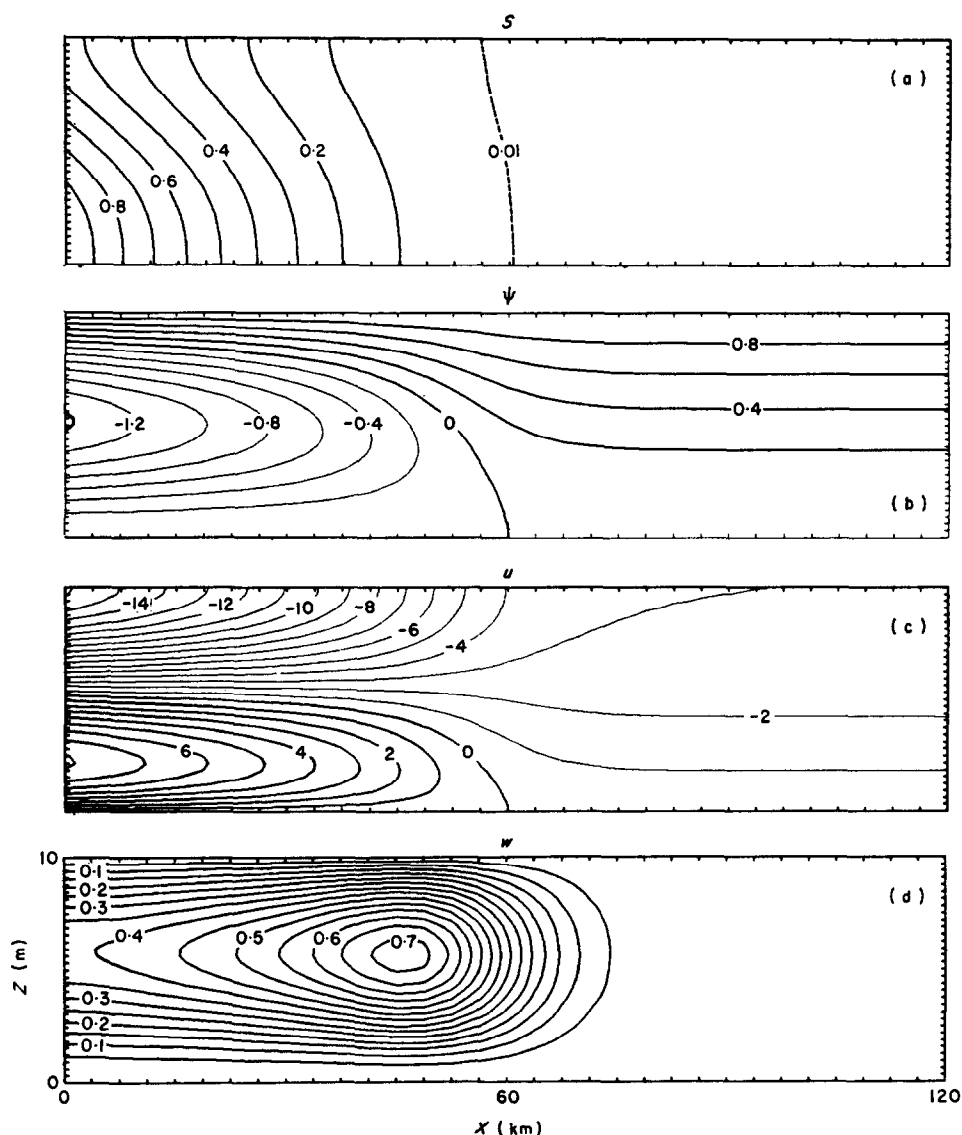 S
(a)
0·8 0·6 0·4 0·2 0·01
ψ
0·8
-1·2 -0·8 -0·4 0 0·4
(b)
u
-14 -12 -10 -8 -6 -4
(c)
-2
6 4 2 0
w
10
0·1
0·2
0·3
(d)
0·4 0·5 0·6 0·7
Z (m)
0·3
0·2
0·1
0
0 60 120
X (km)